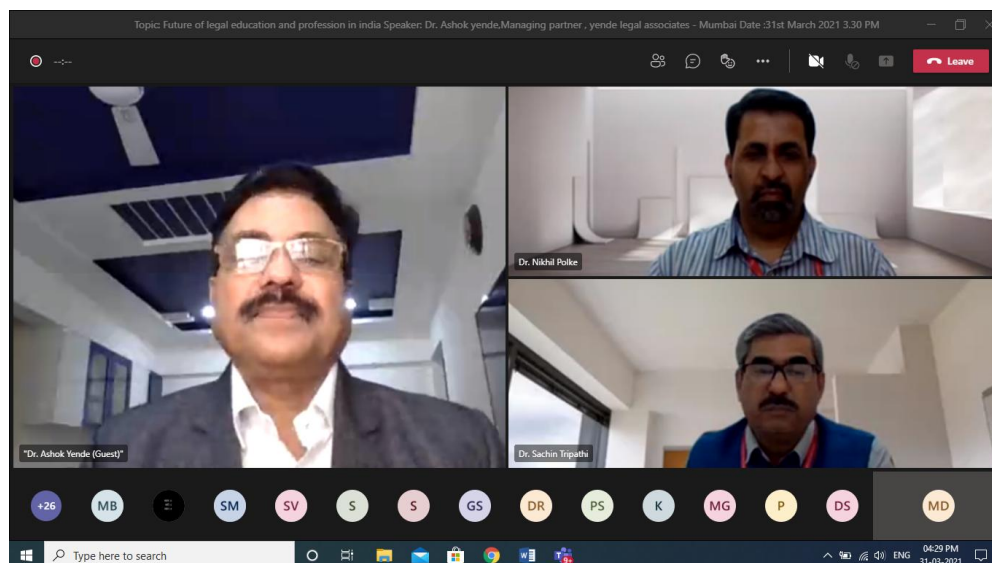 Topic: Future of legal education and profession in india Speaker: Dr. Ashok yende,Managing partner , yende legal associates - Mumbai Date :31st March 2021 3.30 PM
--:--
Leave
Dr. Nikhil Polke
"Dr. Ashok Yende (Guest)"
Dr. Sachin Tripathi
+26
MB
SM
SV
S
S
GS
DR
PS
K
MG
P
DS
MD
Type here to search
9+
ENG
04:29 PM
31-03-2021